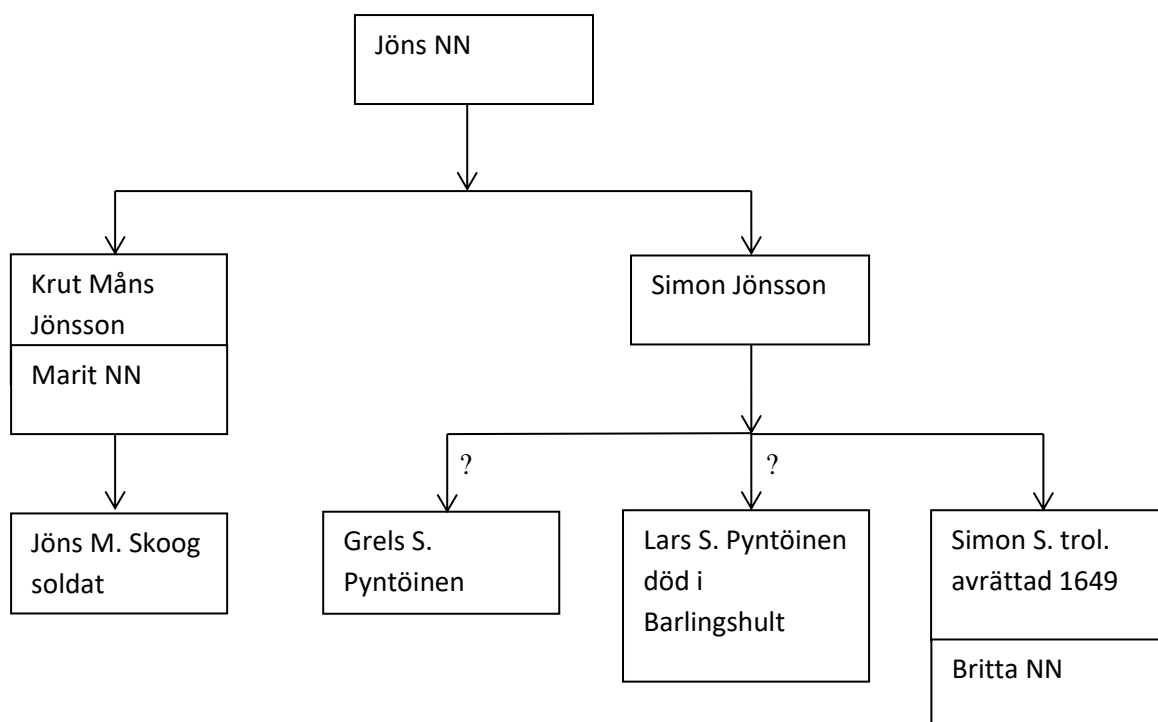 Jöns NN
Krut Måns
Jönsson
Marit NN
Simon Jönsson
?
?
Jöns M. Skoog
soldat
Grels S.
Pyntöinen
Lars S. Pyntöinen
död i
Barlingshult
Simon S. trol.
avrättad 1649
Britta NN